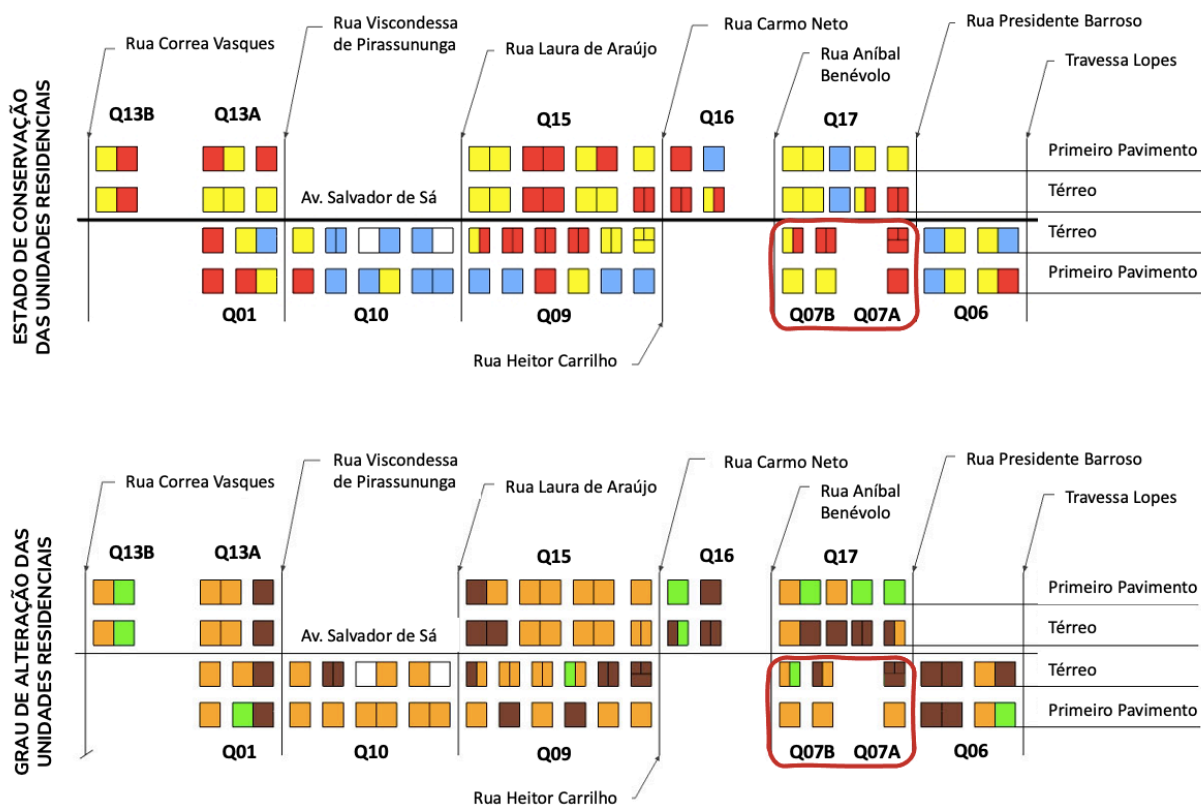 ESTADO DE CONSERVAÇÃO
DAS UNIDADES RESIDENCIAIS
Rua Correa Vasques
Rua Viscondessa
de Pirassununga
Rua Laura de Araújo
Rua Carmo Neto
Rua Aníbal
Benévolo
Rua Presidente Barroso
Travessa Lopes
Q13B
Q13A
Q15
Q16
Q17
Primeiro Pavimento
Térreo
Av. Salvador de Sá
Térreo
Primeiro Pavimento
Q01
Q10
Q09
Q07B
Q07A
Q06
Rua Heitor Carrilho
GRAU DE ALTERAÇÃO DAS
UNIDADES RESIDENCIAIS
Rua Correa Vasques
Rua Viscondessa
de Pirassununga
Rua Laura de Araújo
Rua Carmo Neto
Rua Aníbal
Benévolo
Rua Presidente Barroso
Travessa Lopes
Q13B
Q13A
Q15
Q16
Q17
Primeiro Pavimento
Térreo
Av. Salvador de Sá
Térreo
Primeiro Pavimento
Q01
Q10
Q09
Q07B
Q07A
Q06
Rua Heitor Carrilho